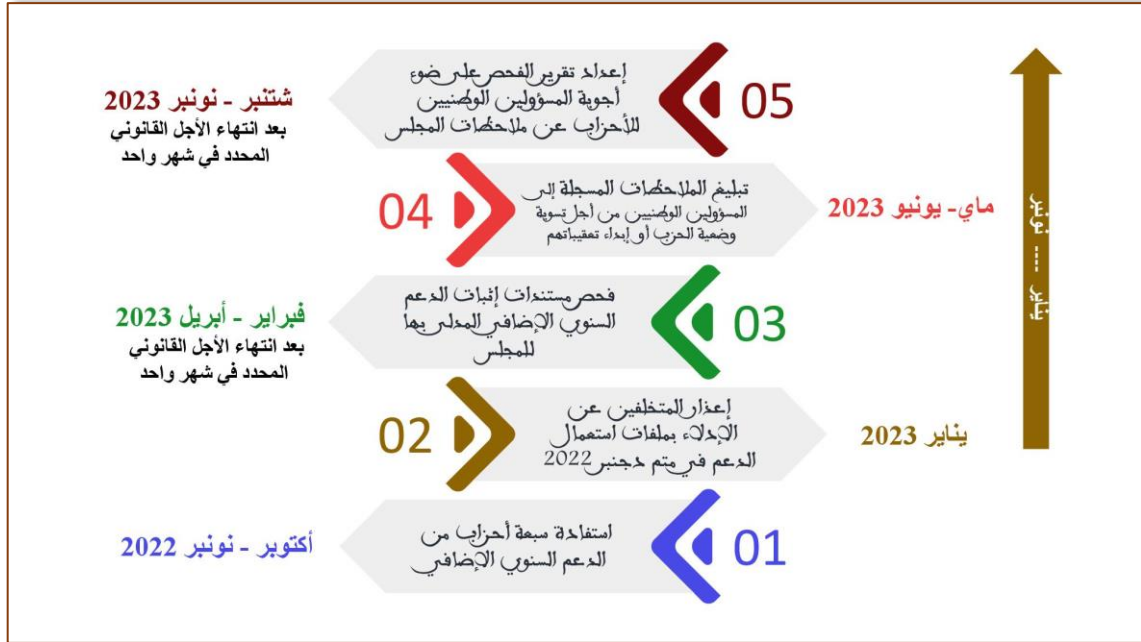 05
إعداد تقرير الفحص على ضوء
أجوبة المسؤولين الوطنيين
للأحزاب عن ملاحظات المجلس
شتنبر - نونبر 2023
بعد انتهاء الأجل القانوني
المحدد في شهر واحد
ماي- يونيو 2023
تبليغ الملاحظات المسجلة إلى
المسؤولين الوطنيين من أجل تسوية
وضعية الحزب أو إبداء تعقيباتهم
04
03
فحص مستندات إثبات الدعم
السنوي الإضافي المدلى بها
للمجلس
فبراير - أبريل 2023
بعد انتهاء الأجل القانوني
المحدد في شهر واحد
يناير 2023
إعذار المتخلفين عن
الإدلاء بملفات استعمال
الدعم في متم دجنبر 2022
02
01
استفادة سبعة أحزاب من
الدعم السنوي الإضافي
أكتوبر - نونبر 2022
يناير ---- نونبر